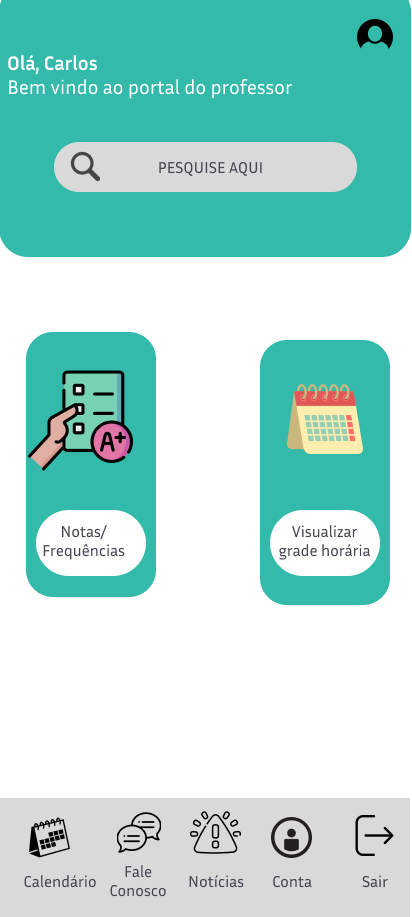 Olá, Carlos
Bem vindo ao portal do professor
PESQUISE AQUI
A+
Notas/
Frequências
Visualizar
grade horária
Calendário
Fale
Conosco
Notícias
Conta
Sair